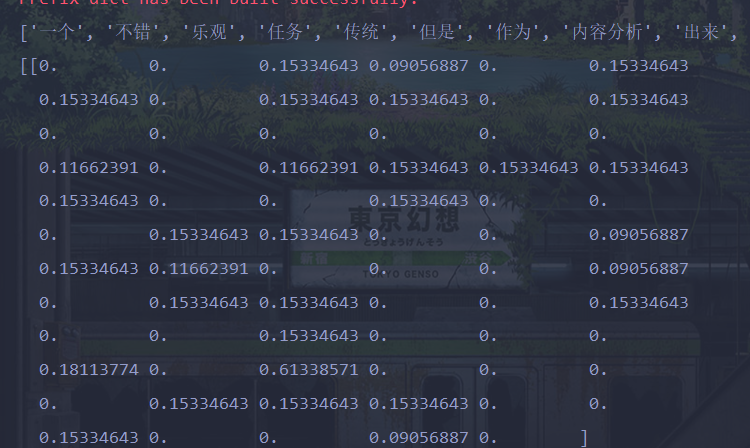 Prefix dict has been built successfully.
['一个', '不错', '乐观', '任务', '传统', '但是', '作为', '内容分析', '出来',
[[0. 0. 0.15334643 0.09056887 0. 0.15334643
0.15334643 0. 0.15334643 0.15334643 0. 0.15334643
0. 0. 0. 0. 0. 0.
0.11662391 0. 0.11662391 0.15334643 0.15334643 0.15334643
0.15334643 0. 0. 0.15334643 0. 0.
0. 0.15334643 0.15334643 0. 0. 0.09056887
0.15334643 0.11662391 0. 0. 0. 0.09056887
0. 0.15334643 0.15334643 0. 0. 0.15334643
0. 0. 0.15334643 0. 0. 0.
0.18113774 0. 0.61338571 0. 0. 0.
0. 0.15334643 0.15334643 0.15334643 0. 0.
0.15334643 0. 0. 0.09056887 0. ]
東京幻想
とうきょうげんそう
新宿 渋谷
TOKYO GENSO